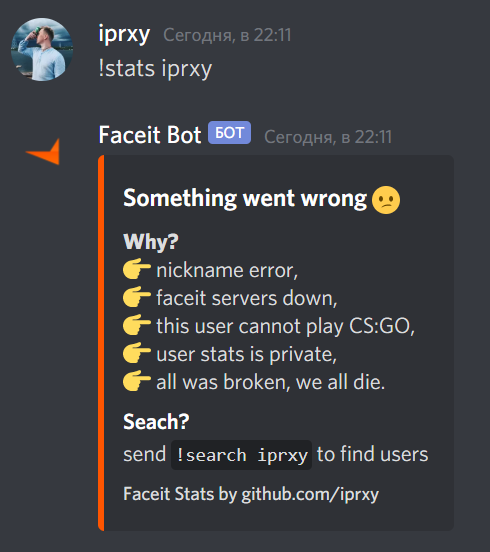 iprxy Сегодня, в 22:11
!stats iprxy
Faceit Bot БОТ Сегодня, в 22:11
Something went wrong 😕
Why?
👉 nickname error,
👉 faceit servers down,
👉 this user cannot play CS:GO,
👉 user stats is private,
👉 all was broken, we all die.
Seach?
send !search iprxy to find users
Faceit Stats by github.com/iprxy